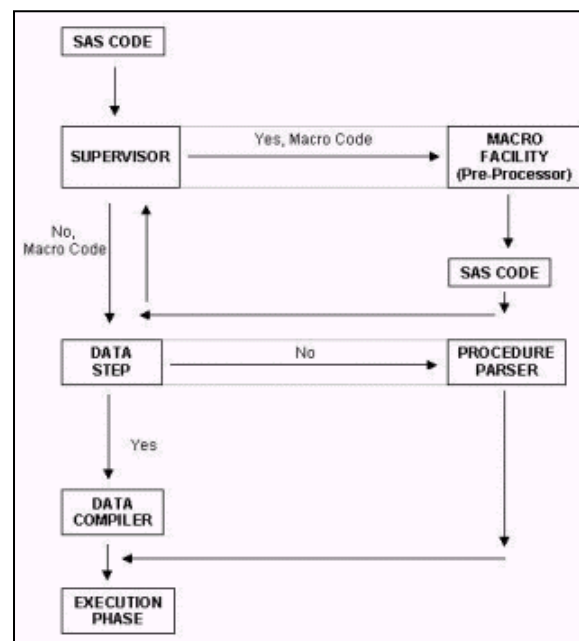 SAS CODE
SUPERVISOR
Yes, Macro Code
MACRO
FACILITY
(Pre-Processor)
No,
Macro Code
SAS CODE
DATA
STEP
No
PROCEDURE
PARSER
Yes
DATA
COMPILER
EXECUTION
PHASE